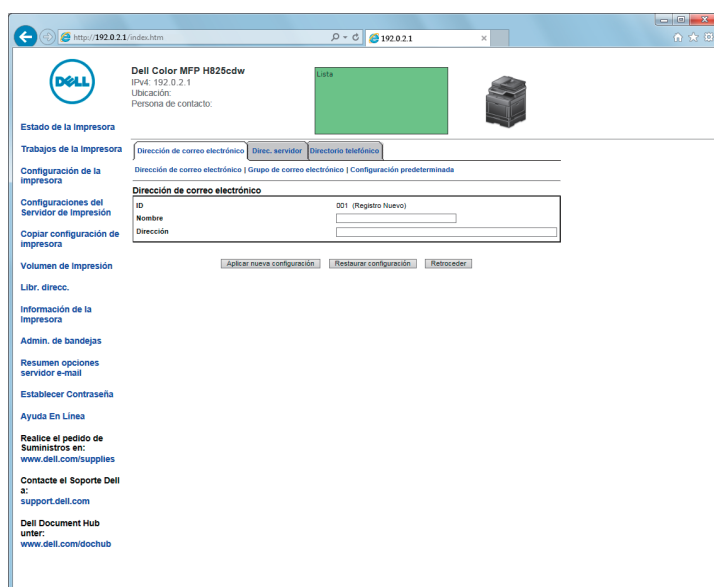 http://192.0.2.1/index.htm
192.0.2.1
DELL
Dell Color MFP H825cdw
IPv4: 192.0.2.1
Ubicación:
Persona de contacto:
Lista
Estado de la Impresora
Trabajos de la Impresora
Configuración de la
impresora
Configuraciones del
Servidor de Impresión
Copiar configuración de
impresora
Volumen de Impresión
Libr. direcc.
Información de la
Impresora
Admin. de bandejas
Resumen opciones
servidor e-mail
Establecer Contraseña
Ayuda En Línea
Realice el pedido de
Suministros en:
www.dell.com/supplies
Contacte el Soporte Dell
a:
support.dell.com
Dell Document Hub
unter:
www.dell.com/dochub
Dirección de correo electrónico Direc. servidor Directorio telefónico
Dirección de correo electrónico | Grupo de correo electrónico | Configuración predeterminada
Dirección de correo electrónico
ID 001 (Registro Nuevo)
Nombre
Dirección
Aplicar nueva configuración Restaurar configuración Retroceder